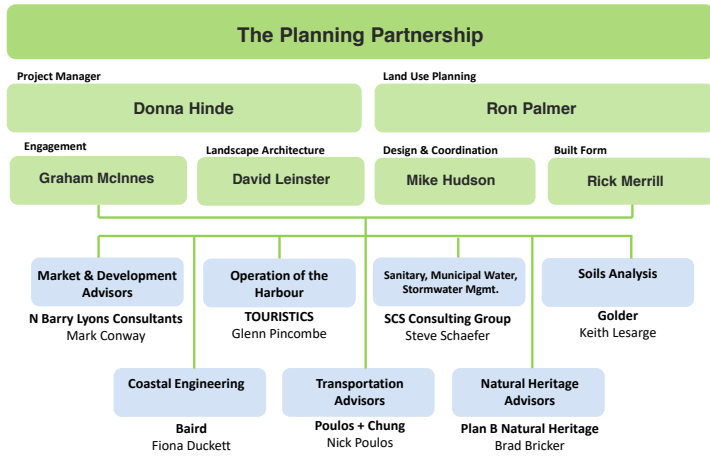 The Planning Partnership
Project Manager
Land Use Planning
Donna Hinde
Ron Palmer
Engagement
Landscape Architecture
Design & Coordination
Built Form
Graham McInnes
David Leinster
Mike Hudson
Rick Merrill
Market & Development
Advisors
N Barry Lyons Consultants
Mark Conway
Operation of the
Harbour
TOURISTICS
Glenn Pincombe
Sanitary, Municipal Water,
Stormwater Mgmt.
SCS Consulting Group
Steve Schaefer
Soils Analysis
Golder
Keith Lesarge
Coastal Engineering
Baird
Fiona Duckett
Transportation
Advisors
Poulos + Chung
Nick Poulos
Natural Heritage
Advisors
Plan B Natural Heritage
Brad Bricker